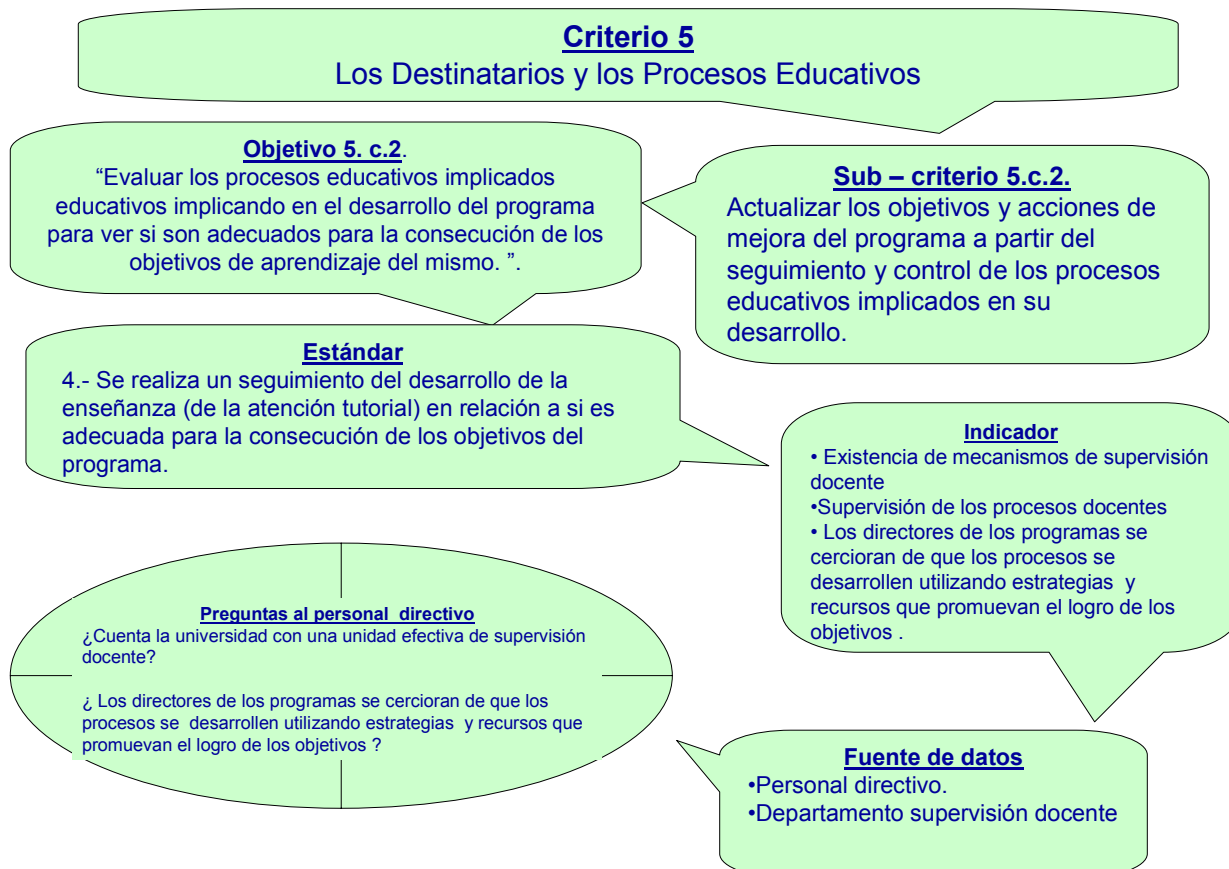 Criterio 5
Los Destinatarios y los Procesos Educativos
Objetivo 5. c.2.
“Evaluar los procesos educativos implicados
educativos implicando en el desarrollo del programa
para ver si son adecuados para la consecución de los
objetivos de aprendizaje del mismo. ”.
Sub – criterio 5.c.2.
Actualizar los objetivos y acciones de
mejora del programa a partir del
seguimiento y control de los procesos
educativos implicados en su
desarrollo.
Estándar
4.- Se realiza un seguimiento del desarrollo de la
enseñanza (de la atención tutorial) en relación a si es
adecuada para la consecución de los objetivos del
programa.
Indicador
• Existencia de mecanismos de supervisión
docente
•Supervisión de los procesos docentes
• Los directores de los programas se
cercioran de que los procesos se
desarrollen utilizando estrategias y
recursos que promuevan el logro de los
objetivos .
Preguntas al personal directivo
¿Cuenta la universidad con una unidad efectiva de supervisión
docente?
¿ Los directores de los programas se cercioran de que los
procesos se desarrollen utilizando estrategias y recursos que
promuevan el logro de los objetivos ?
Fuente de datos
•Personal directivo.
•Departamento supervisión docente